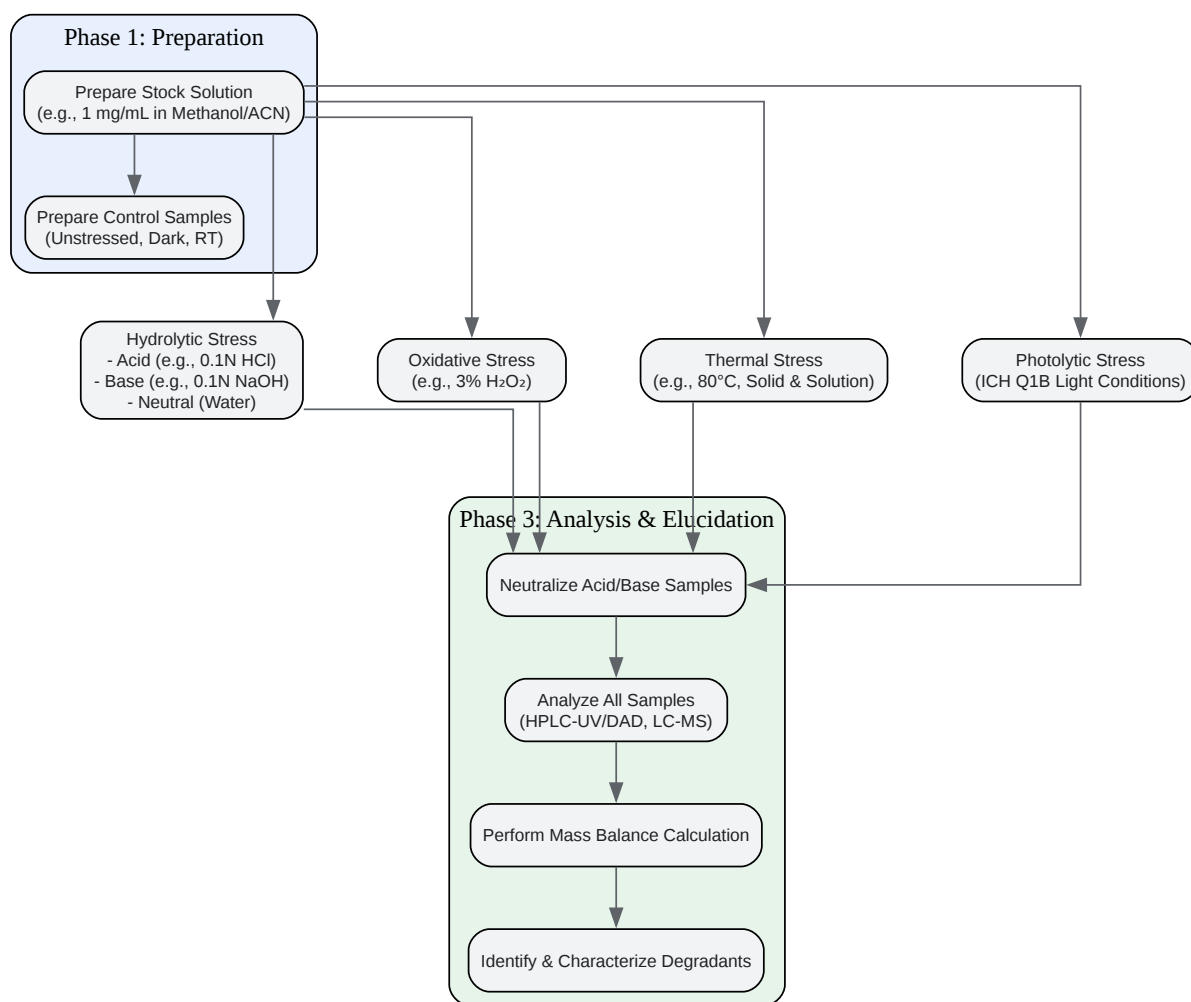 Phase 1: Preparation
Prepare Stock Solution
(e.g., 1 mg/mL in Methanol/ACN)
Prepare Control Samples
(Unstressed, Dark, RT)
Hydrolytic Stress
- Acid (e.g., 0.1N HCl)
- Base (e.g., 0.1N NaOH)
- Neutral (Water)
Oxidative Stress
(e.g., 3% H₂O₂)
Thermal Stress
(e.g., 80°C, Solid & Solution)
Photolytic Stress
(ICH Q1B Light Conditions)
Phase 3: Analysis & Elucidation
Neutralize Acid/Base Samples
Analyze All Samples
(HPLC-UV/DAD, LC-MS)
Perform Mass Balance Calculation
Identify & Characterize Degradants